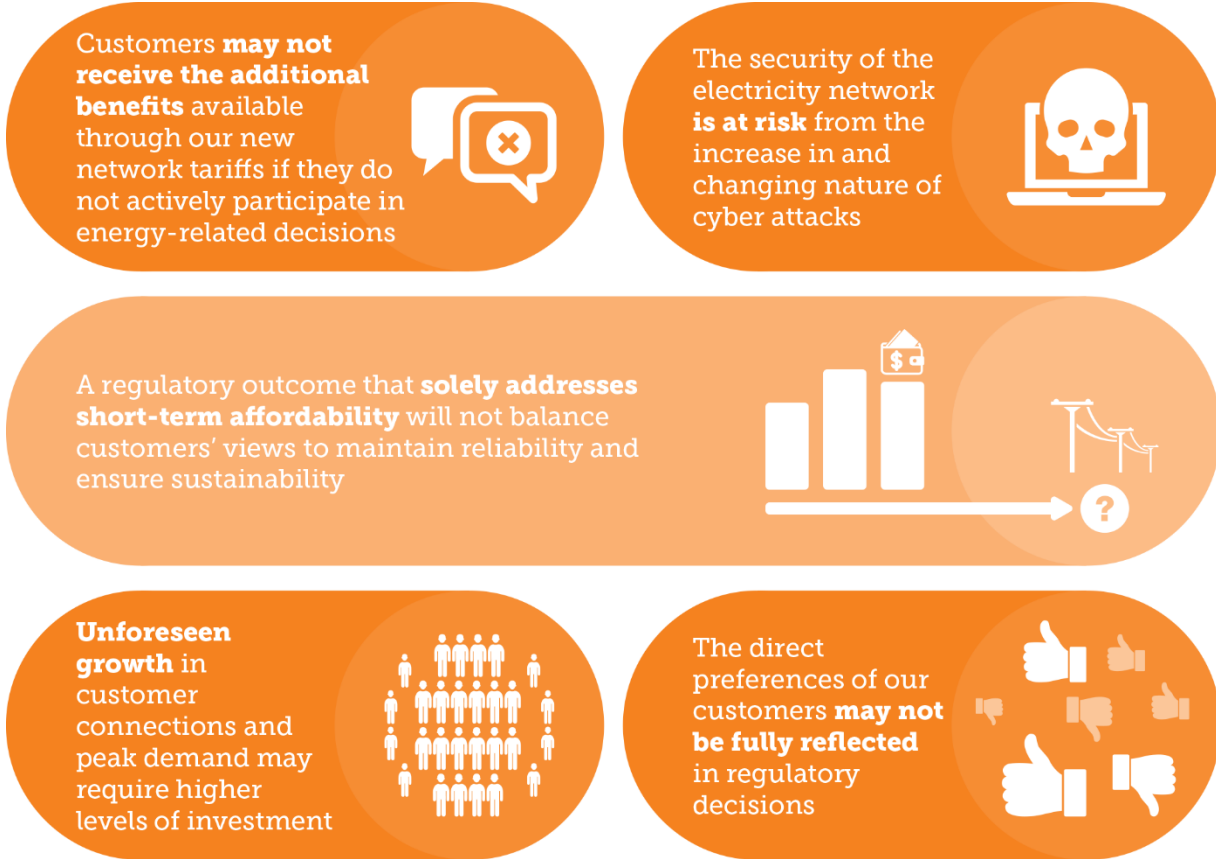 Customers may not
receive the additional
benefits available
through our new
network tariffs if they do
not actively participate in
energy-related decisions
The security of the
electricity network
is at risk from the
increase in and
changing nature of
cyber attacks
A regulatory outcome that solely addresses
short-term affordability will not balance
customers’ views to maintain reliability and
ensure sustainability
$
?
Unforeseen
growth in
customer
connections and
peak demand may
require higher
levels of investment
The direct
preferences of our
customers may not
be fully reflected
in regulatory
decisions